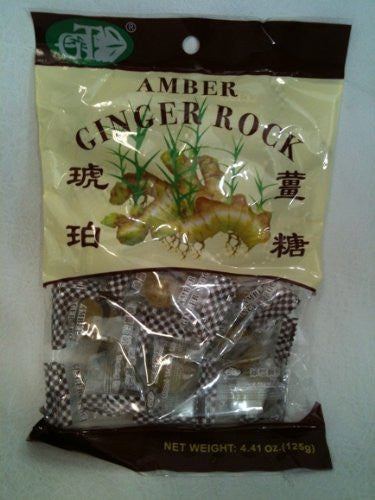 ®
AMBER
GINGER ROCK
琥珀
薑糖
NET WEIGHT: 4.41 Oz.(125g)